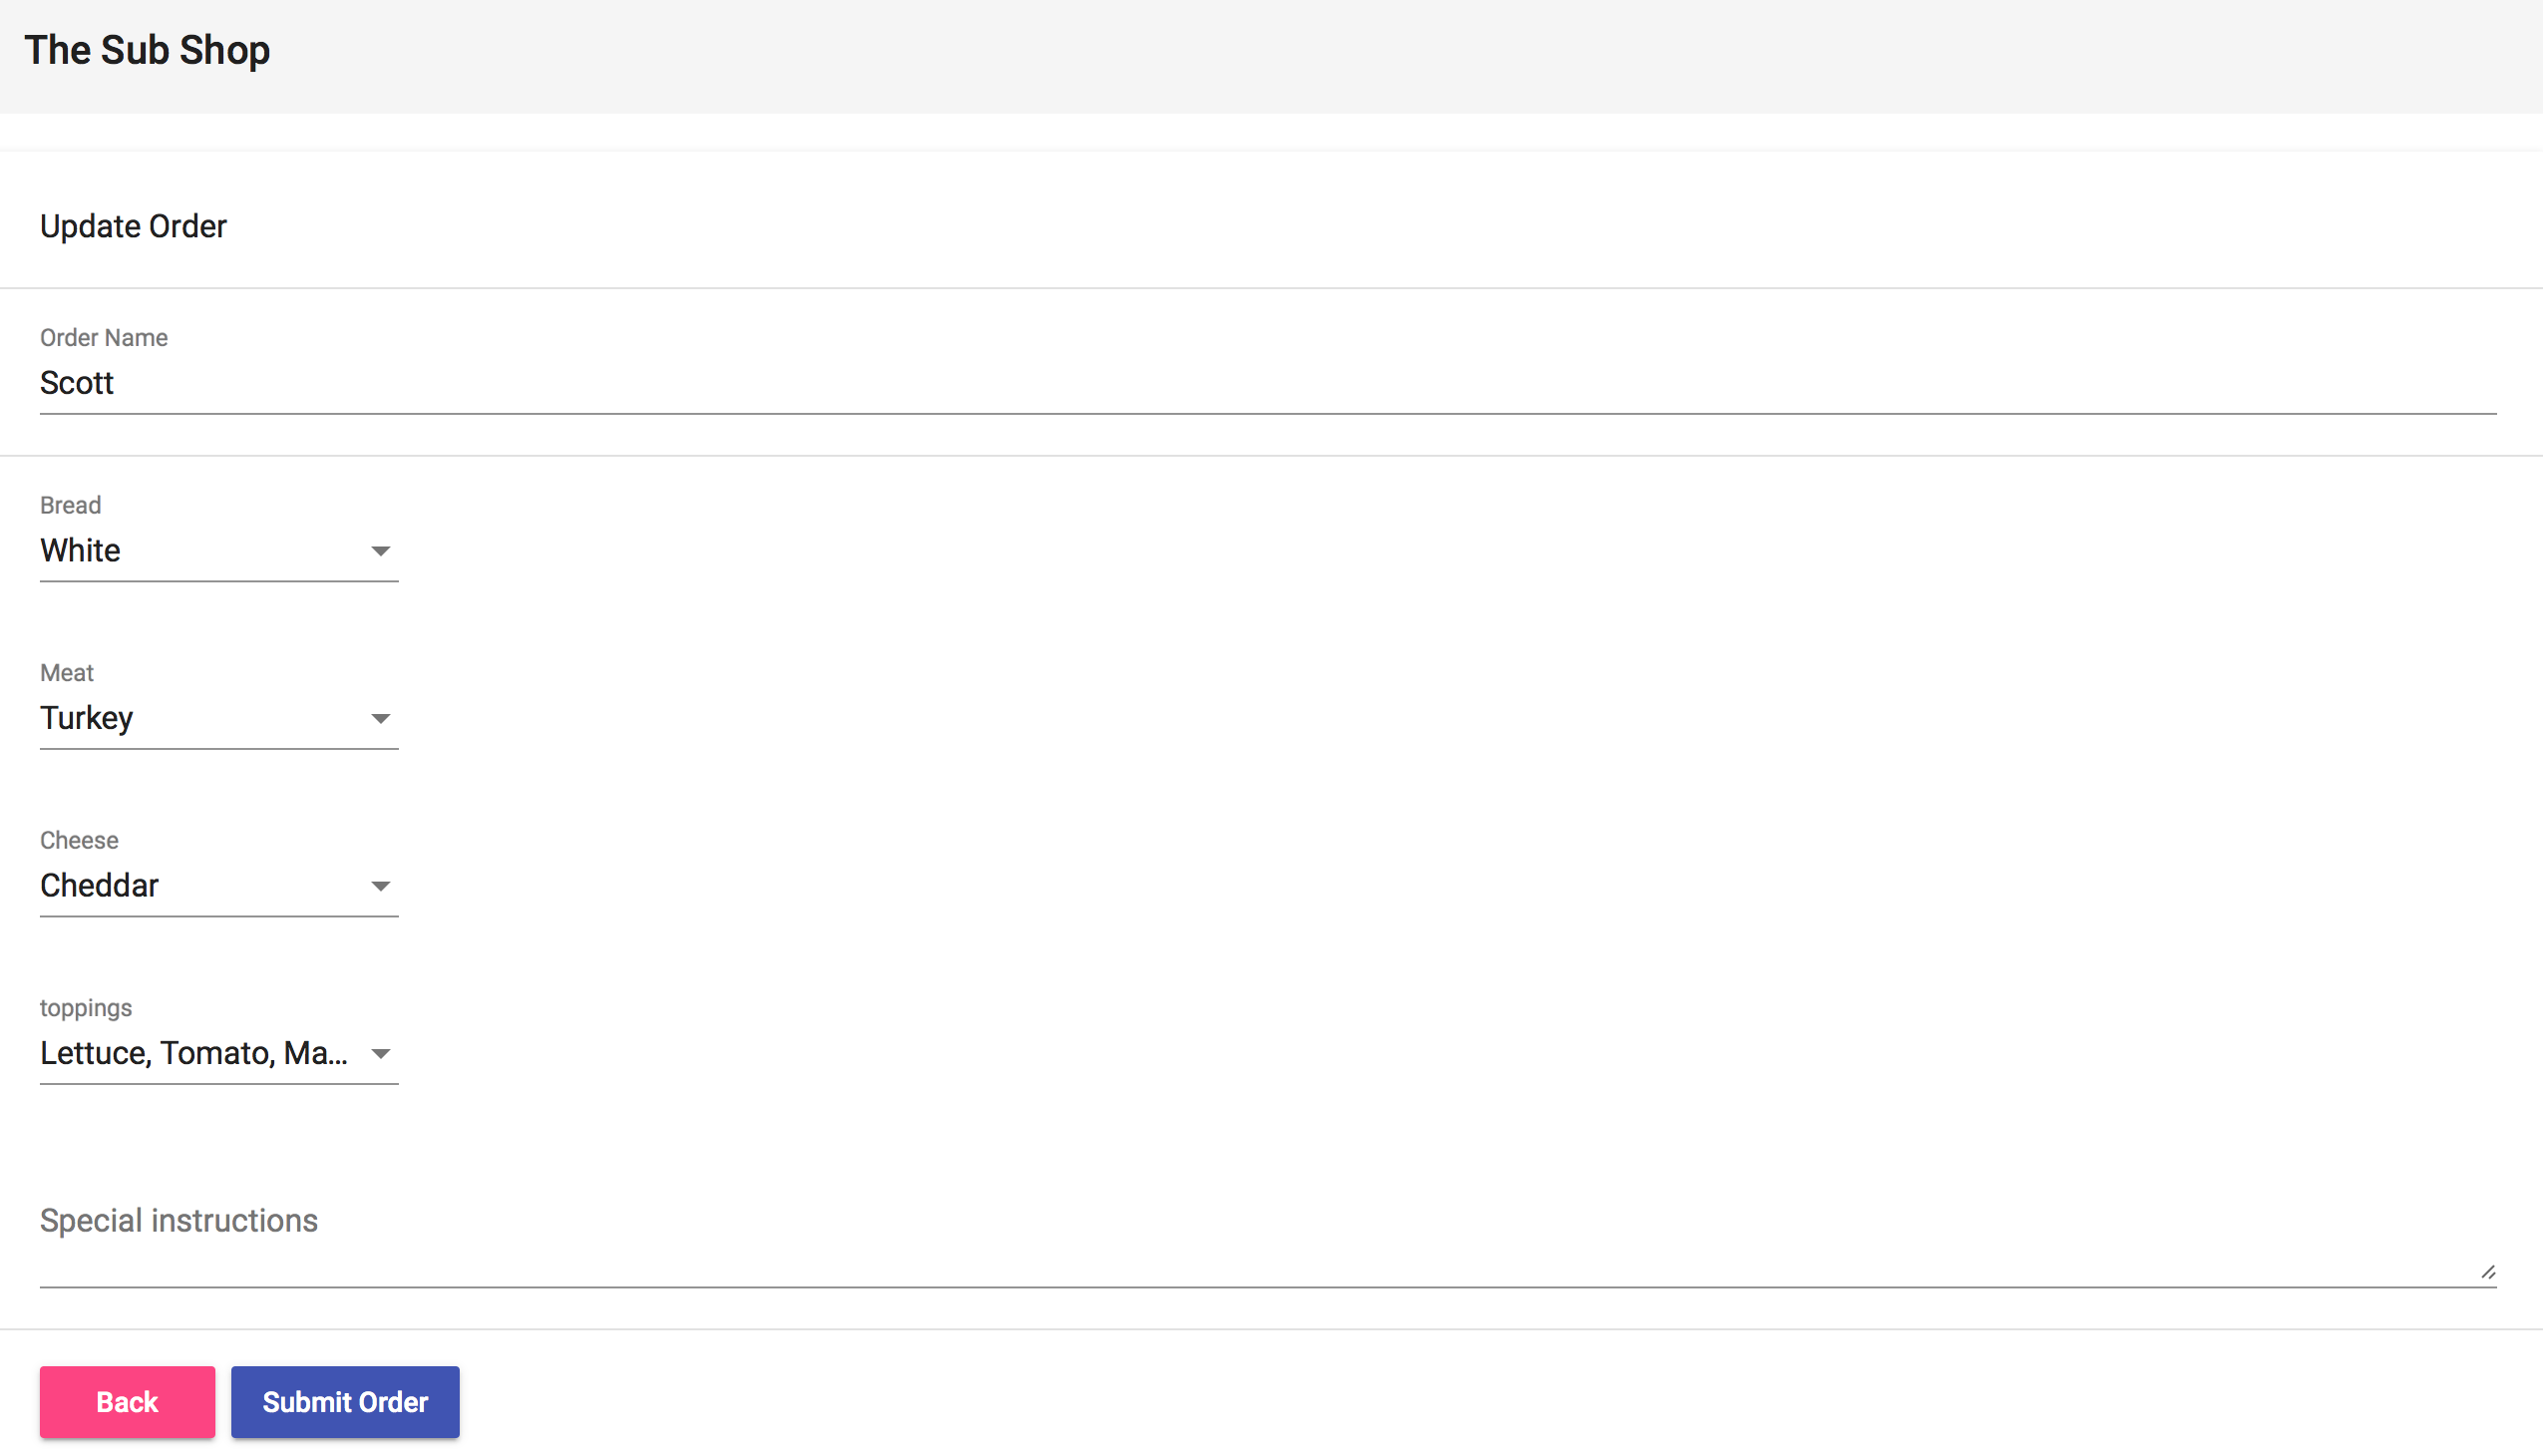 The Sub Shop
Update Order
Order Name
Scott
Bread
White
Meat
Turkey
Cheese
Cheddar
toppings
Lettuce, Tomato, Ma...
Special instructions
Back
Submit Order